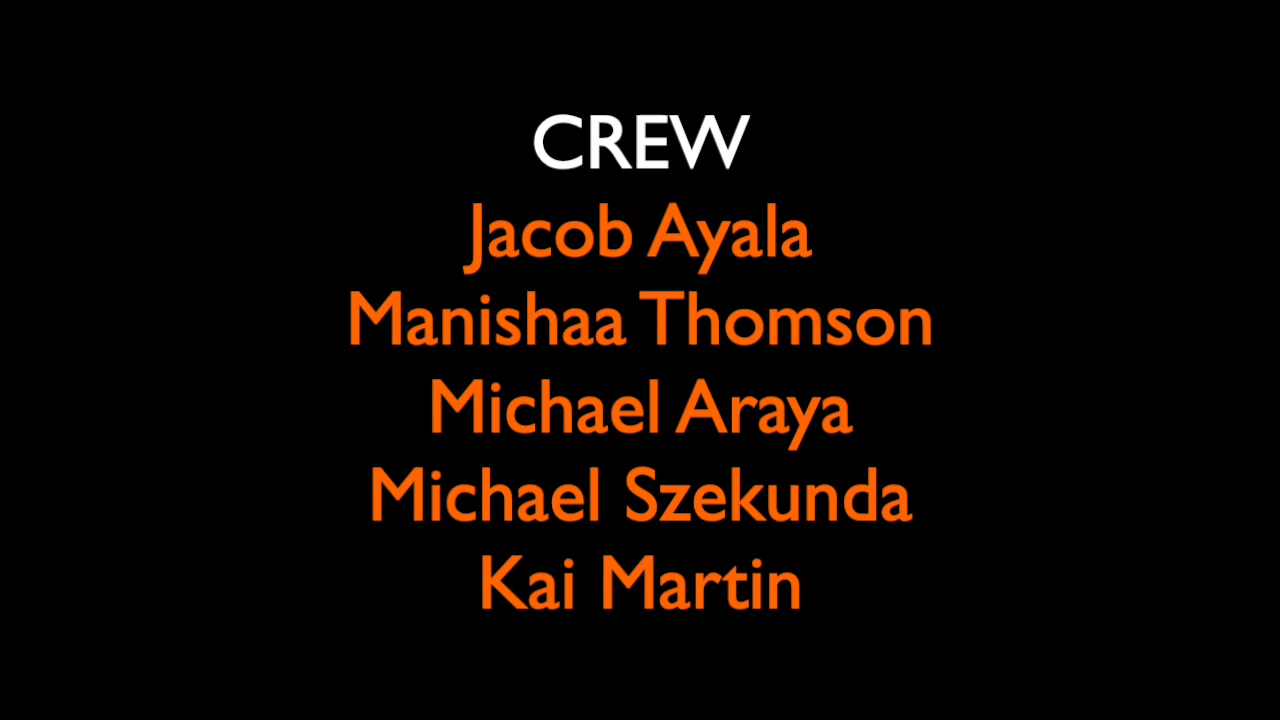 CREW
Jacob Ayala
Manishaa Thomson
Michael Araya
Michael Szekunda
Kai Martin